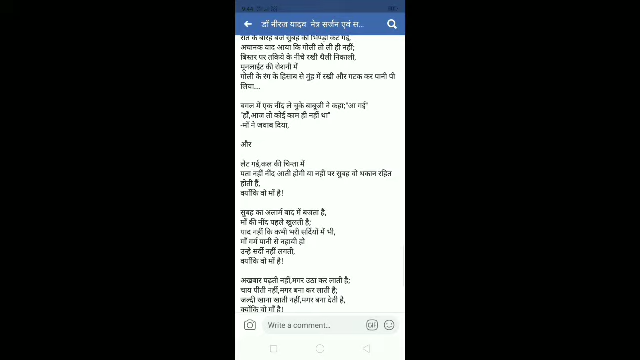 डॉ नीरज यादव नेत्र सर्जन एवं स...
रात के बारह बजे सुबह की भिण्डी कट गई,
अचानक याद आया कि गोली तो ली ही नहीं;
बिस्तर पर तकिये के नीचे रखी थैली निकाली,
मूनलाईट की रोशनी में
गोली के रंग के हिसाब से मुंह में रखी और गटक कर पानी पी
लिया...
बगल में एक नींद ले चुके बाबूजी ने कहा;"आ गई"
"हाँ,आज तो कोई काम ही नहीं था"
-माँ ने जवाब दिया,
और
लेट गई,कल की चिन्ता में
पता नहीं नींद आती होगी या नहीं पर सुबह वो थकान रहित
होती हैं,
क्योंकि वो माँ है!
सुबह का अलार्म बाद में बजता है,
माँ की नींद पहले खुलती है;
याद नहीं कि कभी भरी सर्दियों में भी,
माँ गर्म पानी से नहायी हो
उन्हे सर्दी नहीं लगती,
क्योंकि वो माँ है!
अखबार पढ़ती नहीं,मगर उठा कर लाती है;
चाय पीती नहीं,मगर बना कर लाती है;
जल्दी खाना खाती नहीं,मगर बना देती है,
क्योंकि वो माँ है!
Write a comment...
GIF